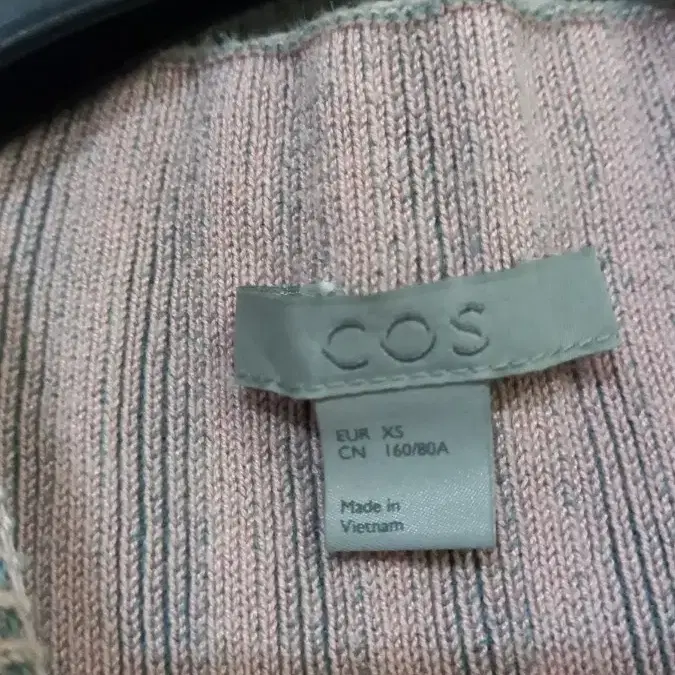 COS
EUR XS
CN 160/80A
Made in
Vietnam